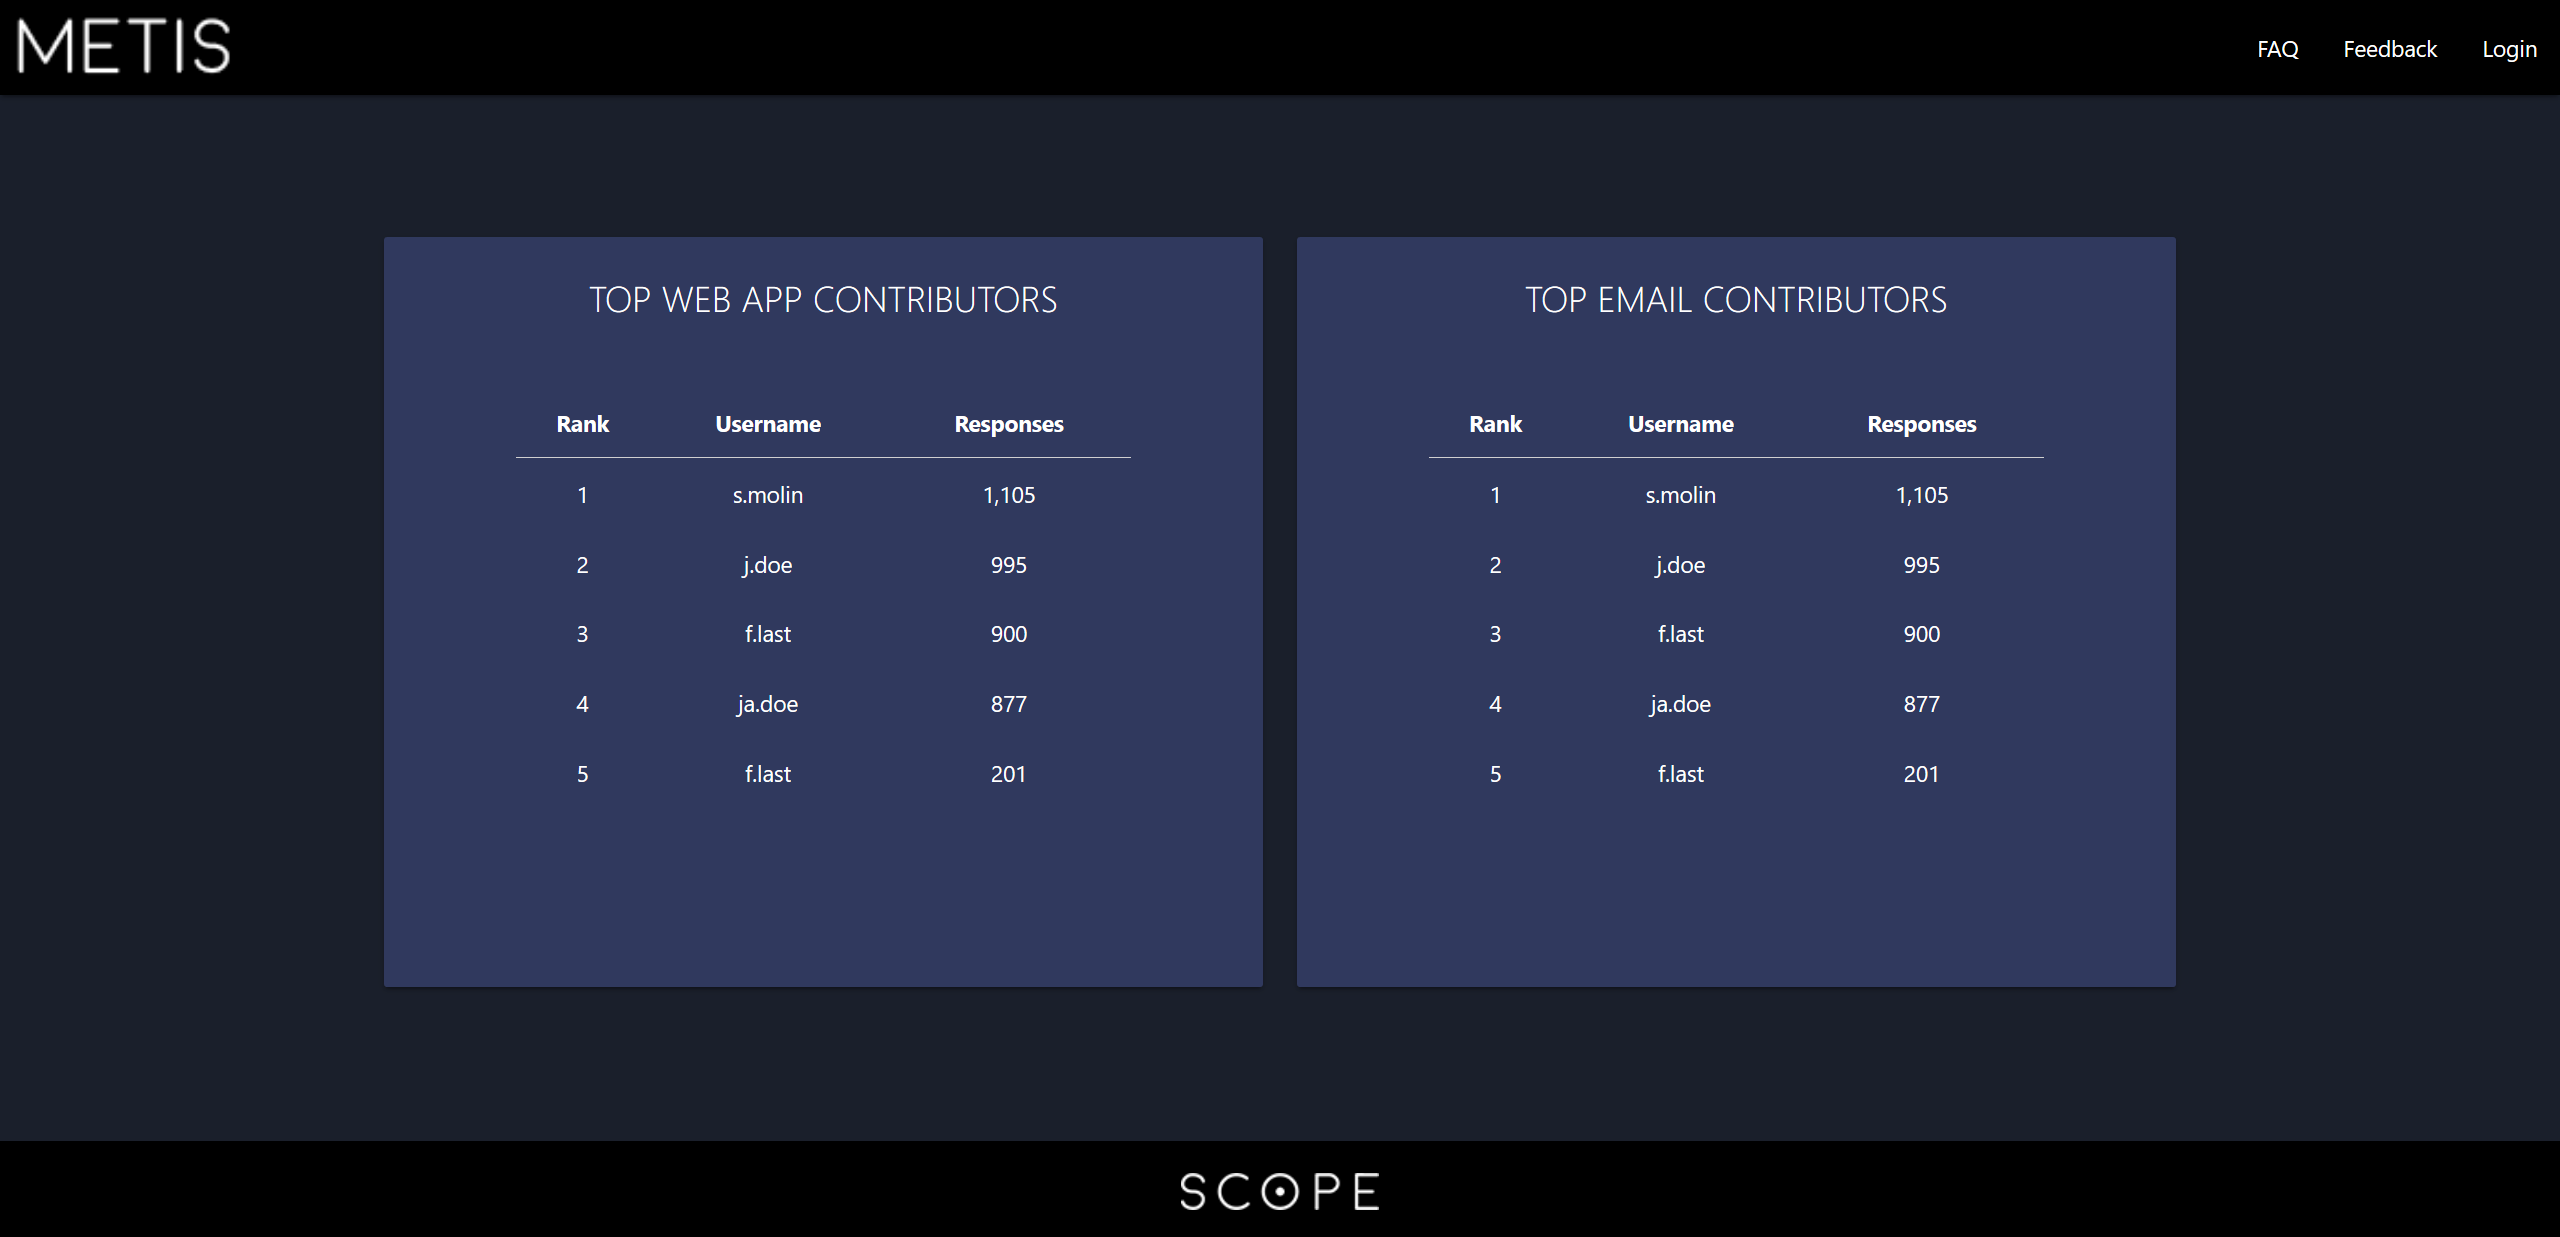 METIS
FAQ Feedback Login
TOP WEB APP CONTRIBUTORS
Rank Username Responses
1 s.molin 1,105
2 j.doe 995
3 f.last 900
4 ja.doe 877
5 f.last 201
TOP EMAIL CONTRIBUTORS
Rank Username Responses
1 s.molin 1,105
2 j.doe 995
3 f.last 900
4 ja.doe 877
5 f.last 201
SCOPE